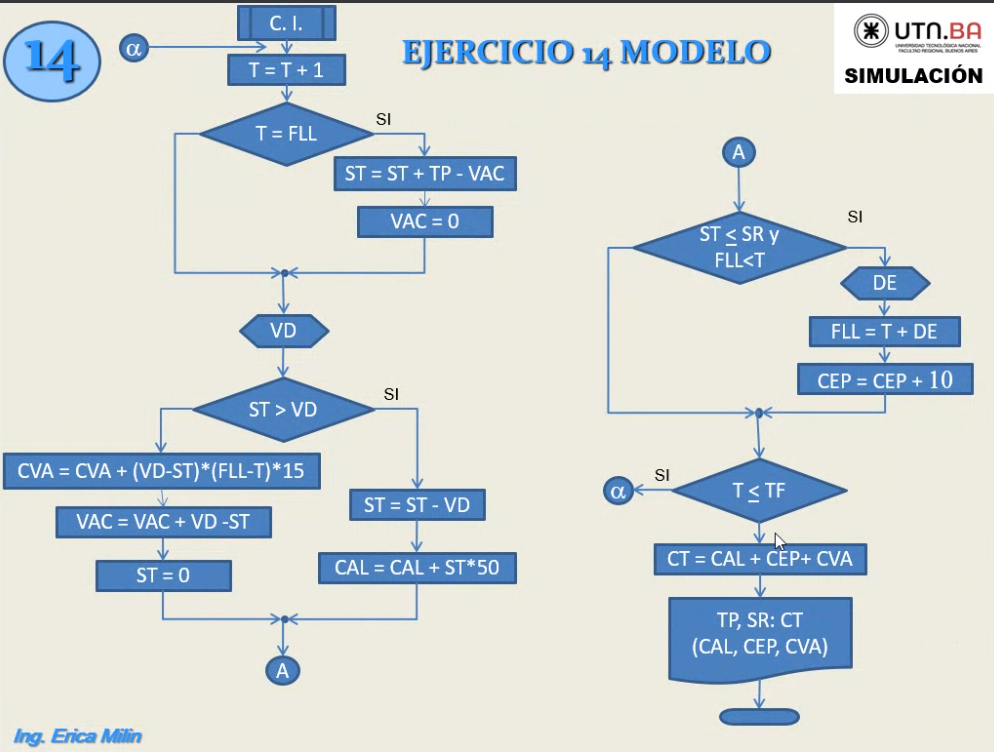 14
α
C. I.
EJERCICIO 14 MODELO
UTN.BA
UNIVERSIDAD TECNOLÓGICA NACIONAL
FACULTAD REGIONAL BUENOS AIRES
SIMULACIÓN
T = T + 1
T = FLL
SI
ST = ST + TP - VAC
VAC = 0
VD
ST > VD
SI
CVA = CVA + (VD-ST)*(FLL-T)*15
VAC = VAC + VD -ST
ST = 0
ST = ST - VD
CAL = CAL + ST*50
A
A
ST ≤ SR y
FLL<T
SI
DE
FLL = T + DE
CEP = CEP + 10
T ≤ TF
SI
α
CT = CAL + CEP+ CVA
TP, SR: CT
(CAL, CEP, CVA)
Ing. Erica Milin